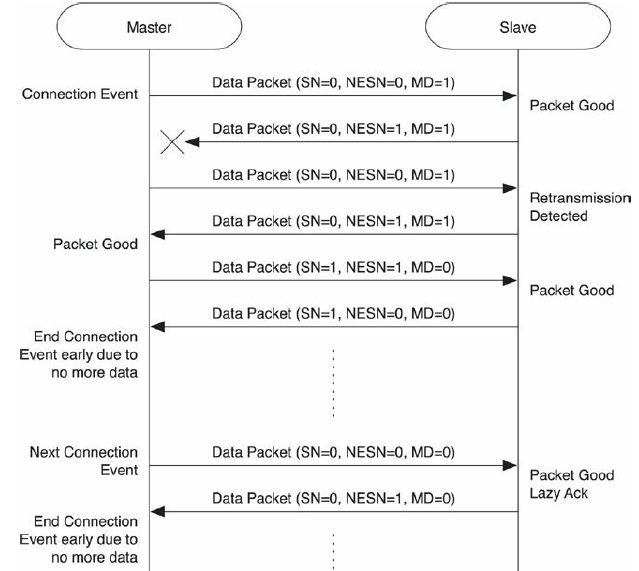 Master
Slave
Connection Event
Data Packet (SN=0, NESN=0, MD=1)
Packet Good
Data Packet (SN=0, NESN=1, MD=1)
Data Packet (SN=0, NESN=0, MD=1)
Retransmission
Detected
Data Packet (SN=0, NESN=1, MD=1)
Packet Good
Data Packet (SN=1, NESN=1, MD=0)
Packet Good
Data Packet (SN=1, NESN=0, MD=0)
End Connection
Event early due to
no more data
Next Connection
Event
Data Packet (SN=0, NESN=0, MD=0)
Packet Good
Lazy Ack
Data Packet (SN=0, NESN=1, MD=0)
End Connection
Event early due to
no more data